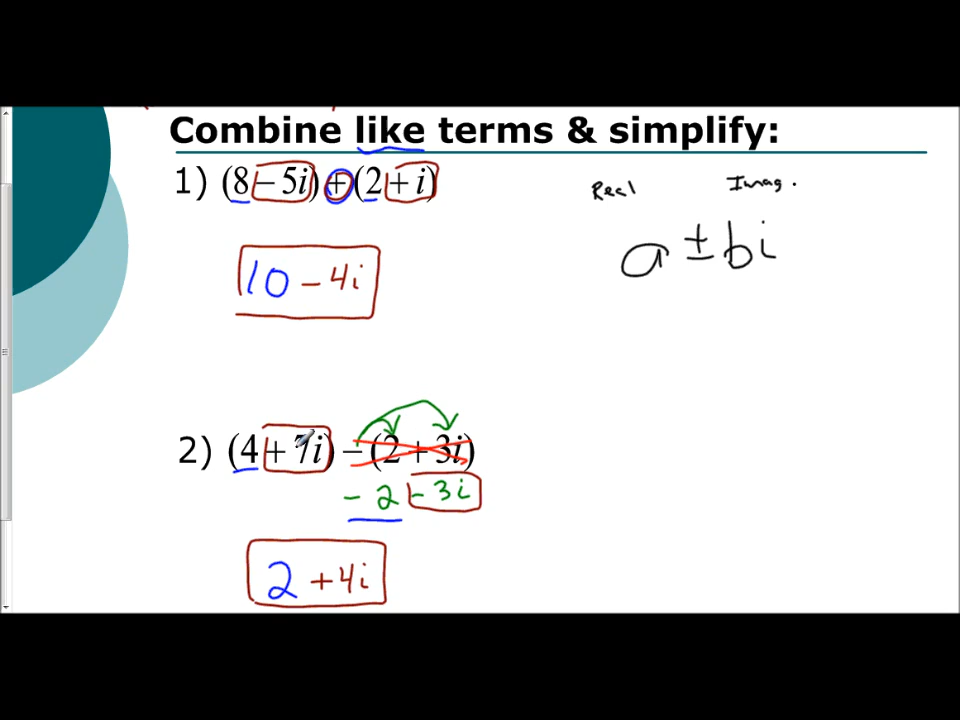 Combine like terms & simplify:
1) (8 − 5i) + (2 + i)
Real Imag.
a ± bi
10 − 4i
2) (4 + 7i) − (2 + 3i)
− 2 − 3i
2 + 4i